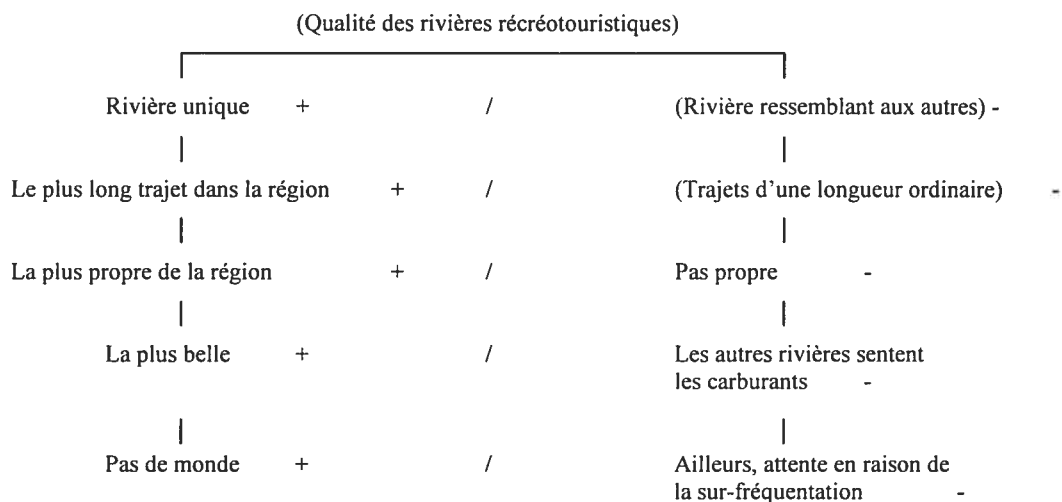 (Qualité des rivières récréotouristiques)
Rivière unique + / (Rivière ressemblant aux autres) -
Le plus long trajet dans la région + / (Trajets d'une longueur ordinaire) -
La plus propre de la région + / Pas propre -
La plus belle + / Les autres rivières sentent
les carburants -
Pas de monde + / Ailleurs, attente en raison de
la sur-fréquentation -